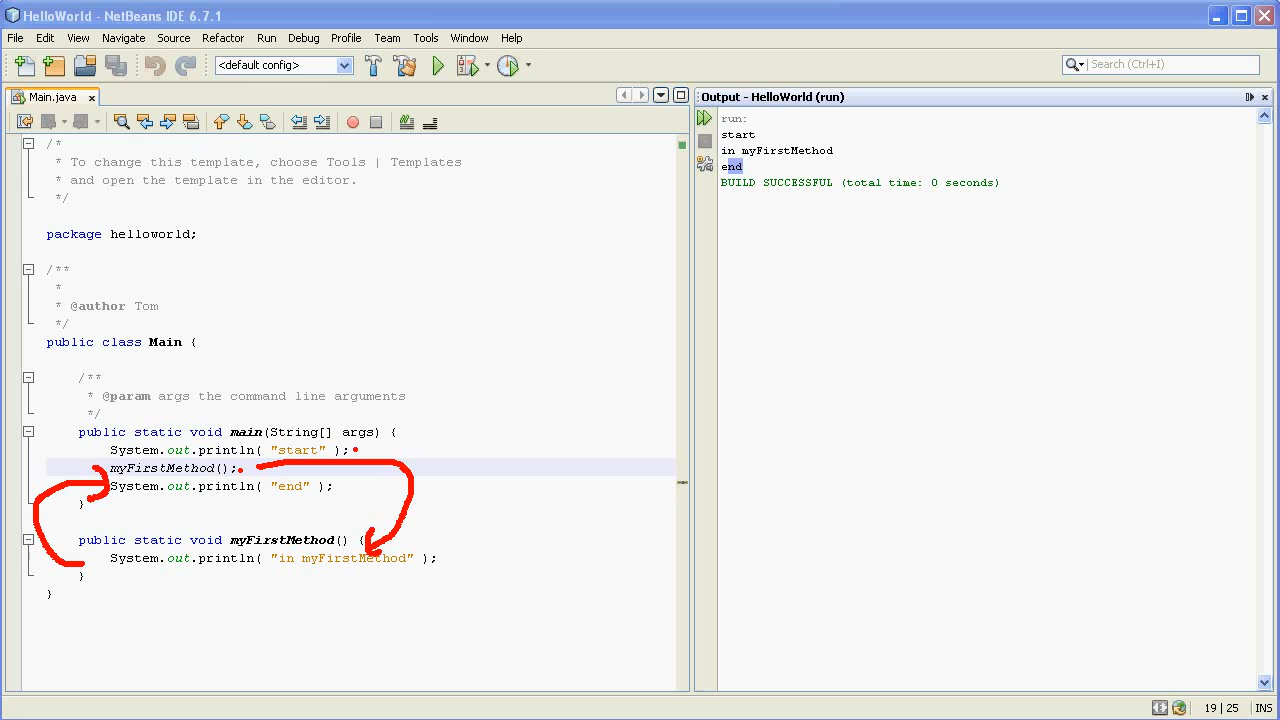 HelloWorld - NetBeans IDE 6.7.1
File Edit View Navigate Source Refactor Run Debug Profile Team Tools Window Help
<default config>
Search (Ctrl+I)
Main.java
/*
 * To change this template, choose Tools | Templates
 * and open the template in the editor.
 */
package helloworld;
/**
 *
 * @author Tom
 */
public class Main {
    /**
     * @param args the command line arguments
     */
    public static void main(String[] args) {
        System.out.println( "start" );
        myFirstMethod();
        System.out.println( "end" );
    }
    public static void myFirstMethod() {
        System.out.println( "in myFirstMethod" );
    }
}
Output - HelloWorld (run)
run:
start
in myFirstMethod
end
BUILD SUCCESSFUL (total time: 0 seconds)
19 | 25 INS